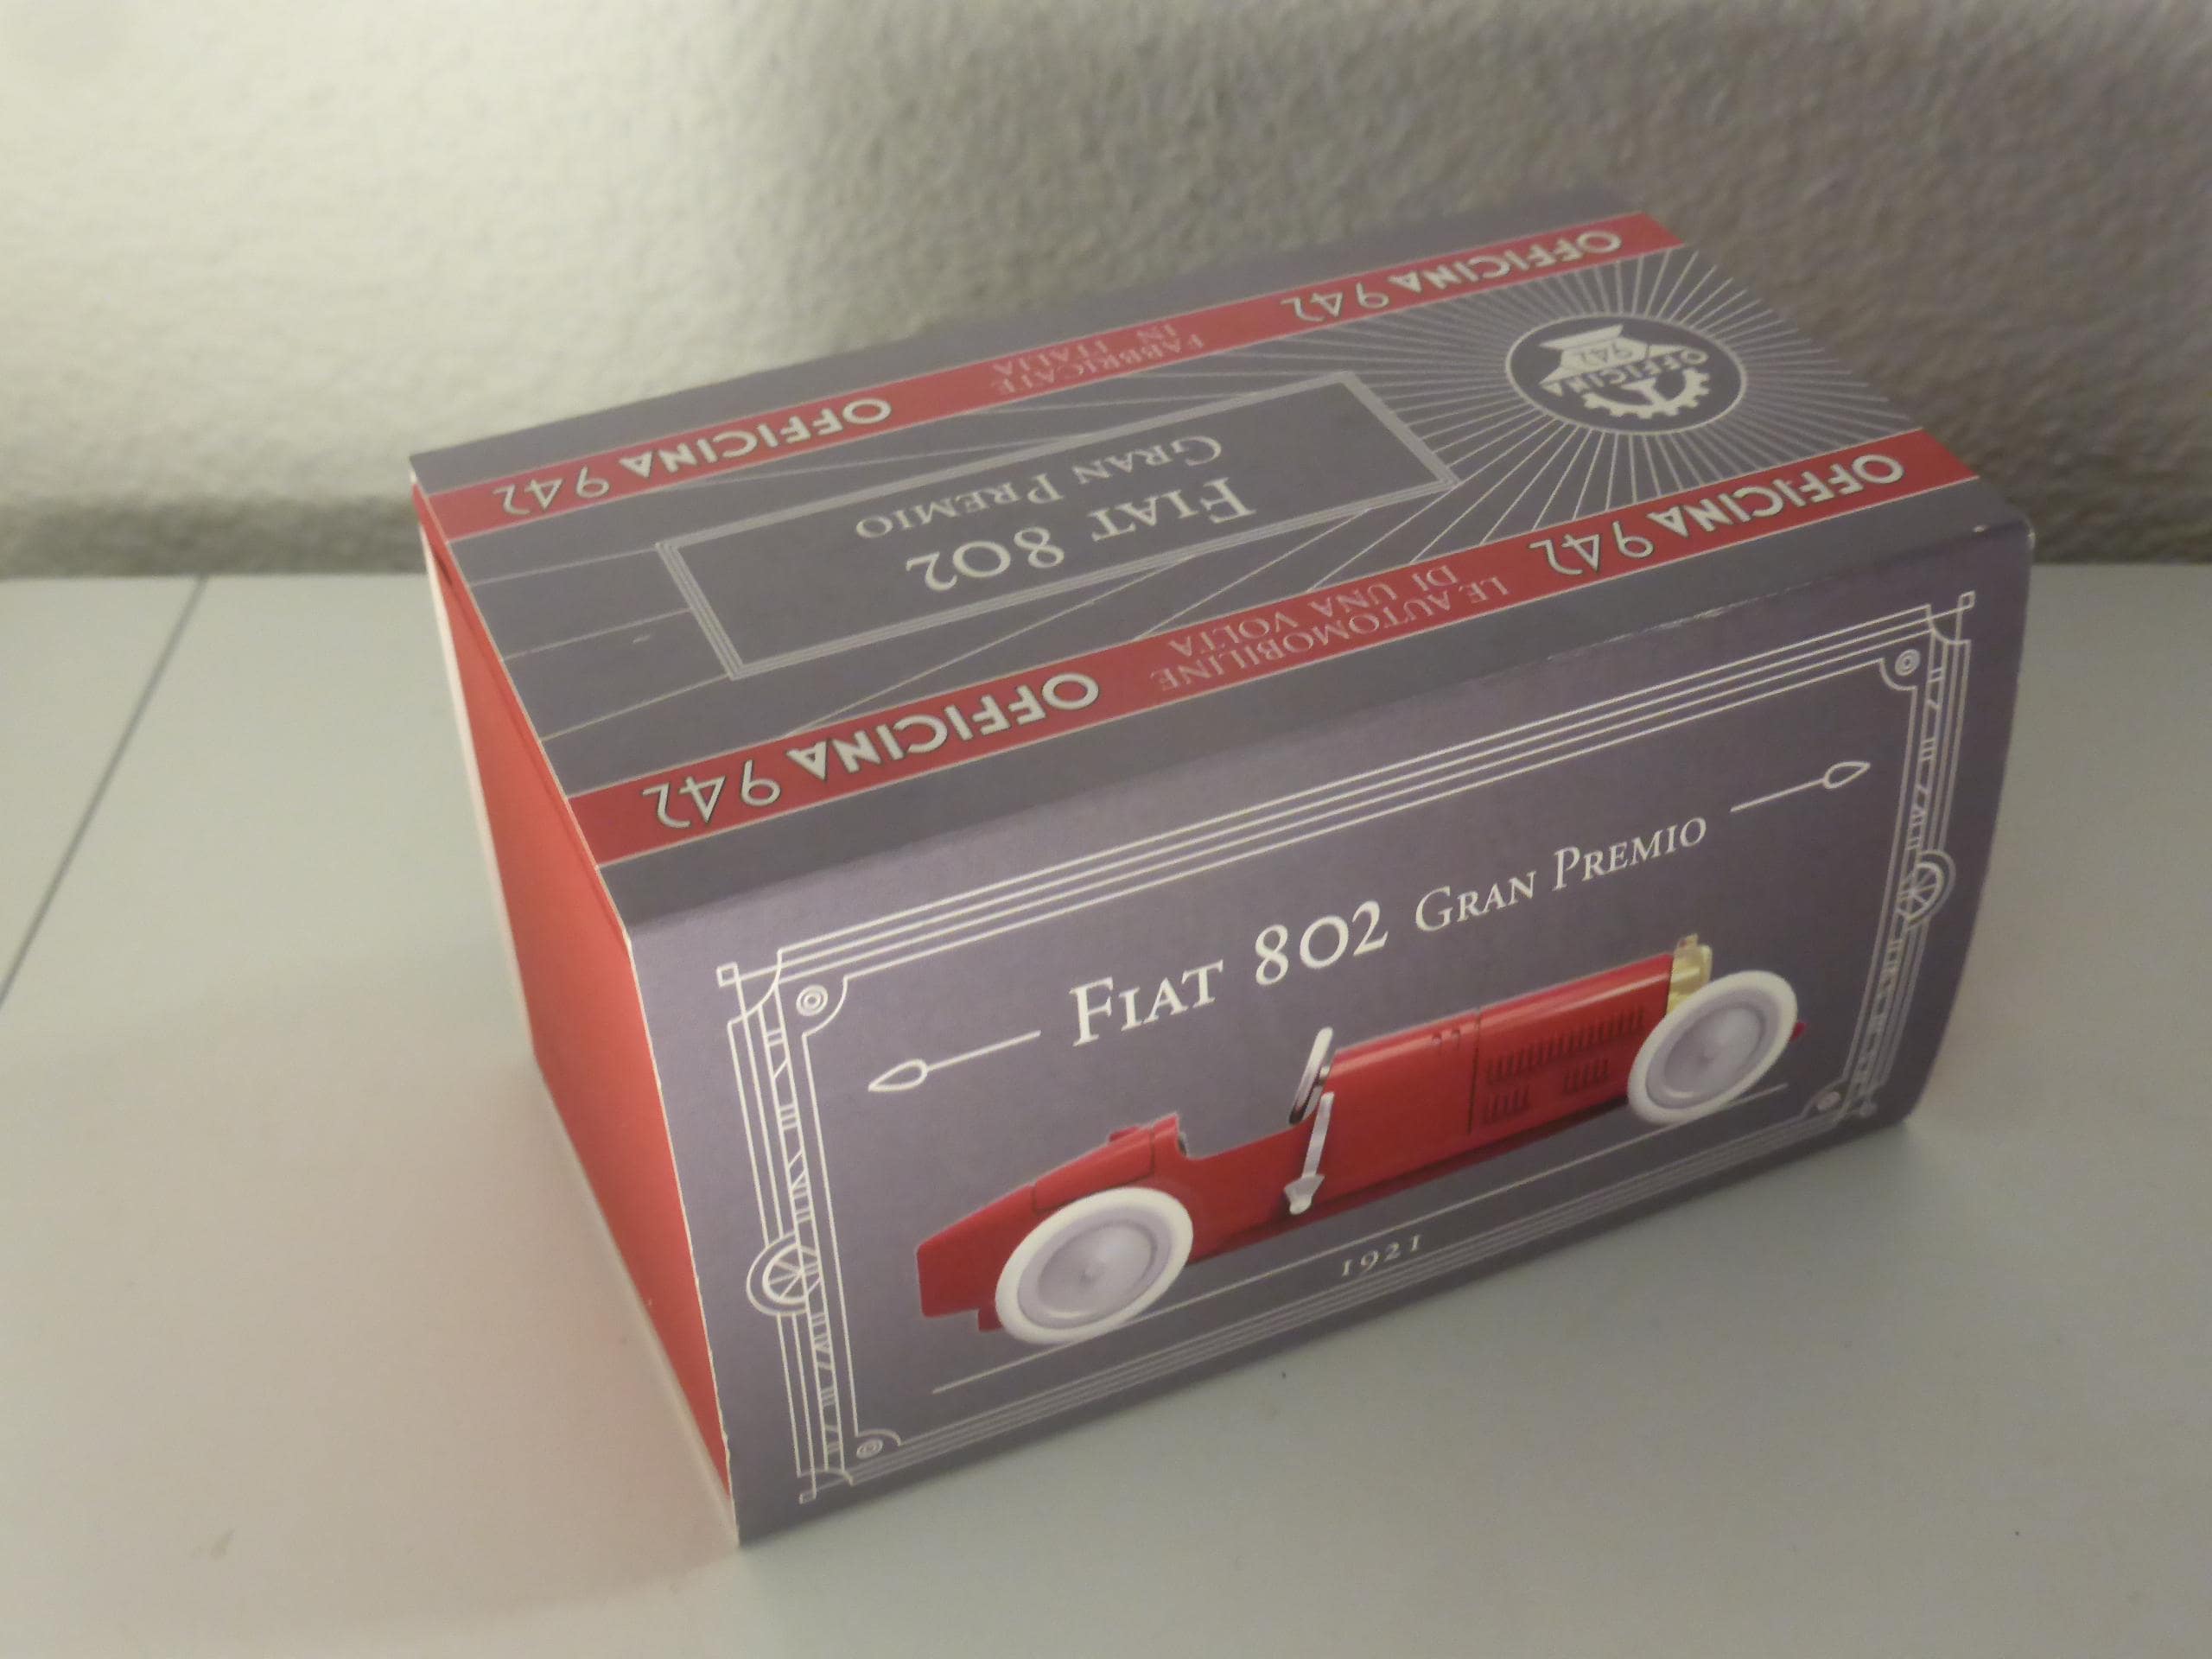 OFFICINA 942
FABBRICATE
IN ITALIA
OFFICINA 942
OFFICINA
942
FIAT 802
GRAN PREMIO
OFFICINA 942
LE AUTOMOBILINE
DI UNA VOLTA
OFFICINA 942
FIAT 802 GRAN PREMIO
1921